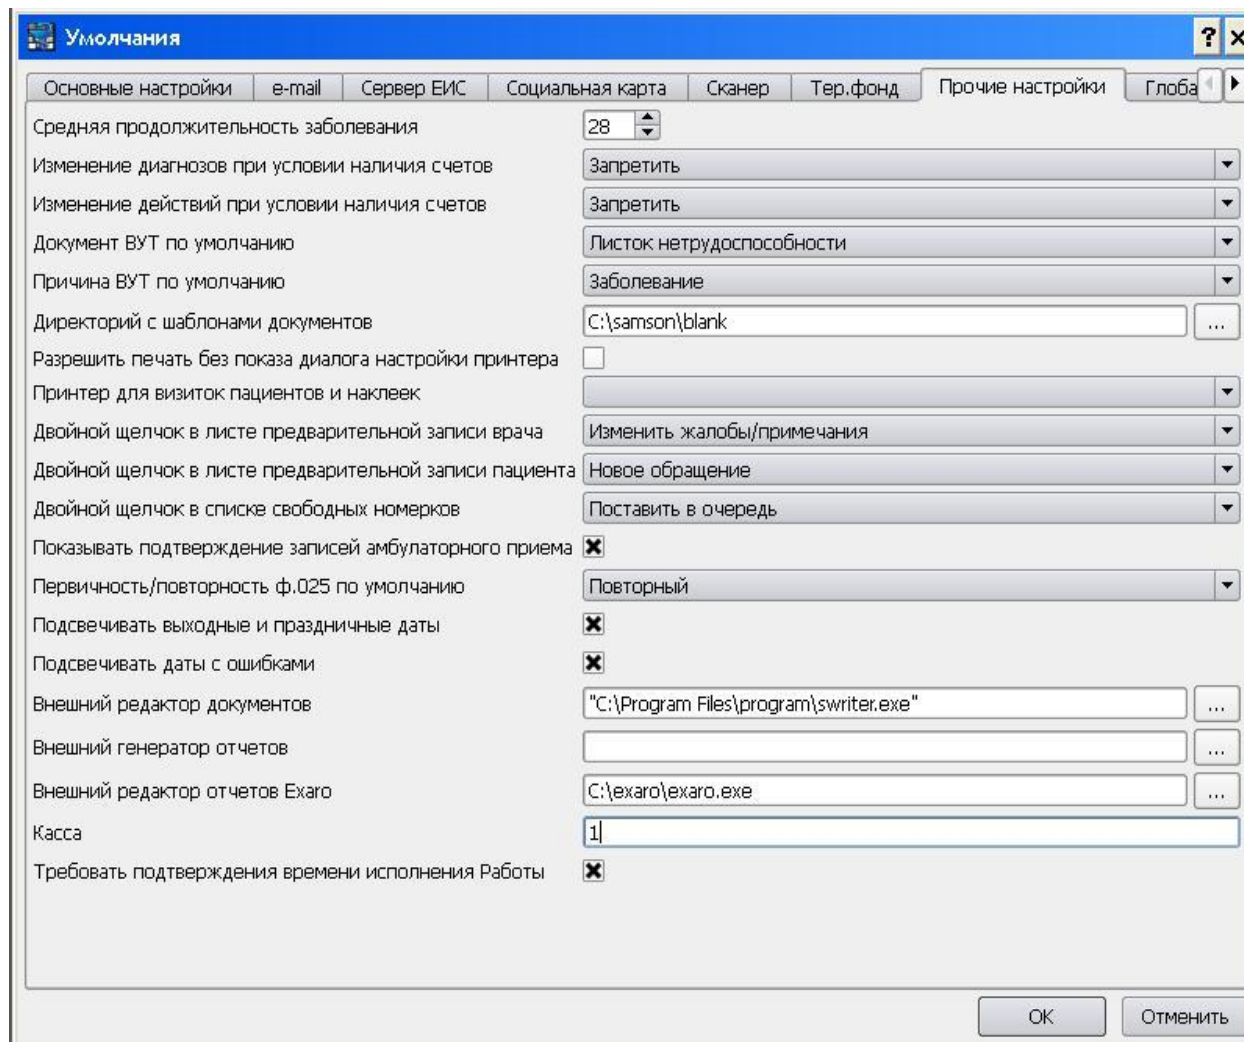 Умолчания
?
Основные настройки e-mail Сервер ЕИС Социальная карта Сканер Тер.фонд Прочие настройки Глоба
Средняя продолжительность заболевания 28
Изменение диагнозов при условии наличия счетов Запретить
Изменение действий при условии наличия счетов Запретить
Документ ВУТ по умолчанию Листок нетрудоспособности
Причина ВУТ по умолчанию Заболевание
Директорий с шаблонами документов C:\samson\blank ...
Разрешить печать без показа диалога настройки принтера
Принтер для визиток пациентов и наклеек
Двойной щелчок в листе предварительной записи врача Изменить жалобы/примечания
Двойной щелчок в листе предварительной записи пациента Новое обращение
Двойной щелчок в списке свободных номерков Поставить в очередь
Показывать подтверждение записей амбулаторного приема
Первичность/повторность ф.025 по умолчанию Повторный
Подсвечивать выходные и праздничные даты
Подсвечивать даты с ошибками
Внешний редактор документов "C:\Program Files\program\swriter.exe" ...
Внешний генератор отчетов ...
Внешний редактор отчетов Exaro C:\exaro\exaro.exe ...
Касса 1
Требовать подтверждения времени исполнения Работы
OK Отменить